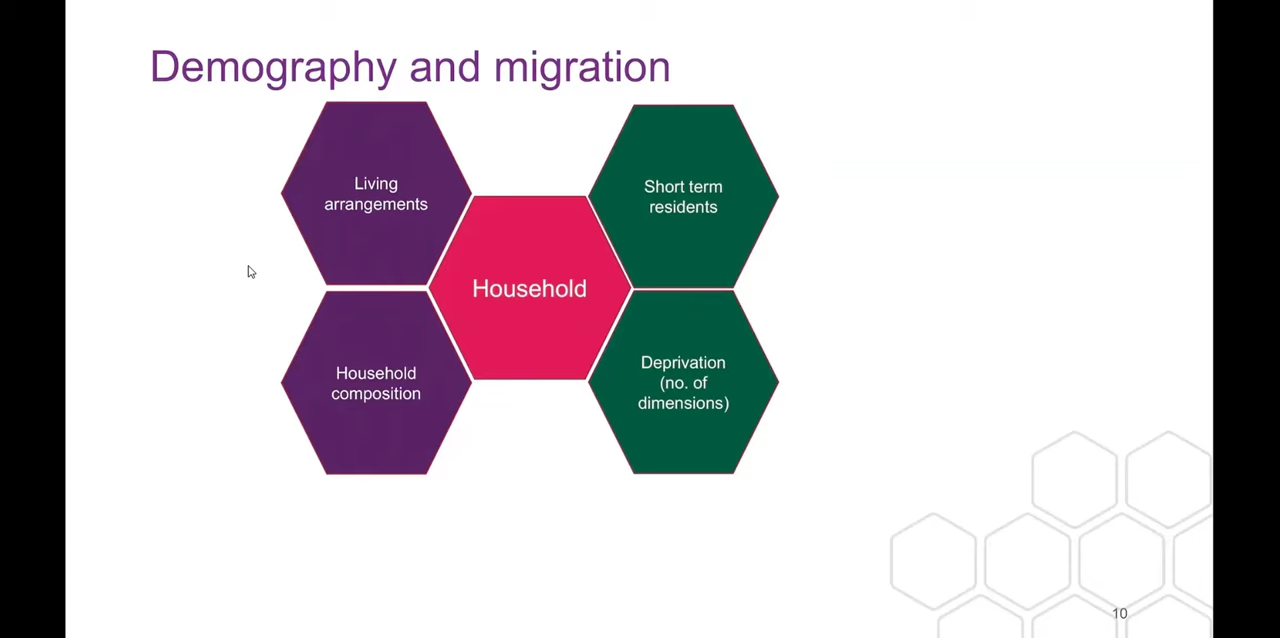 Demography and migration
Living
arrangements
Short term
residents
Household
Household
composition
Deprivation
(no. of
dimensions)
10